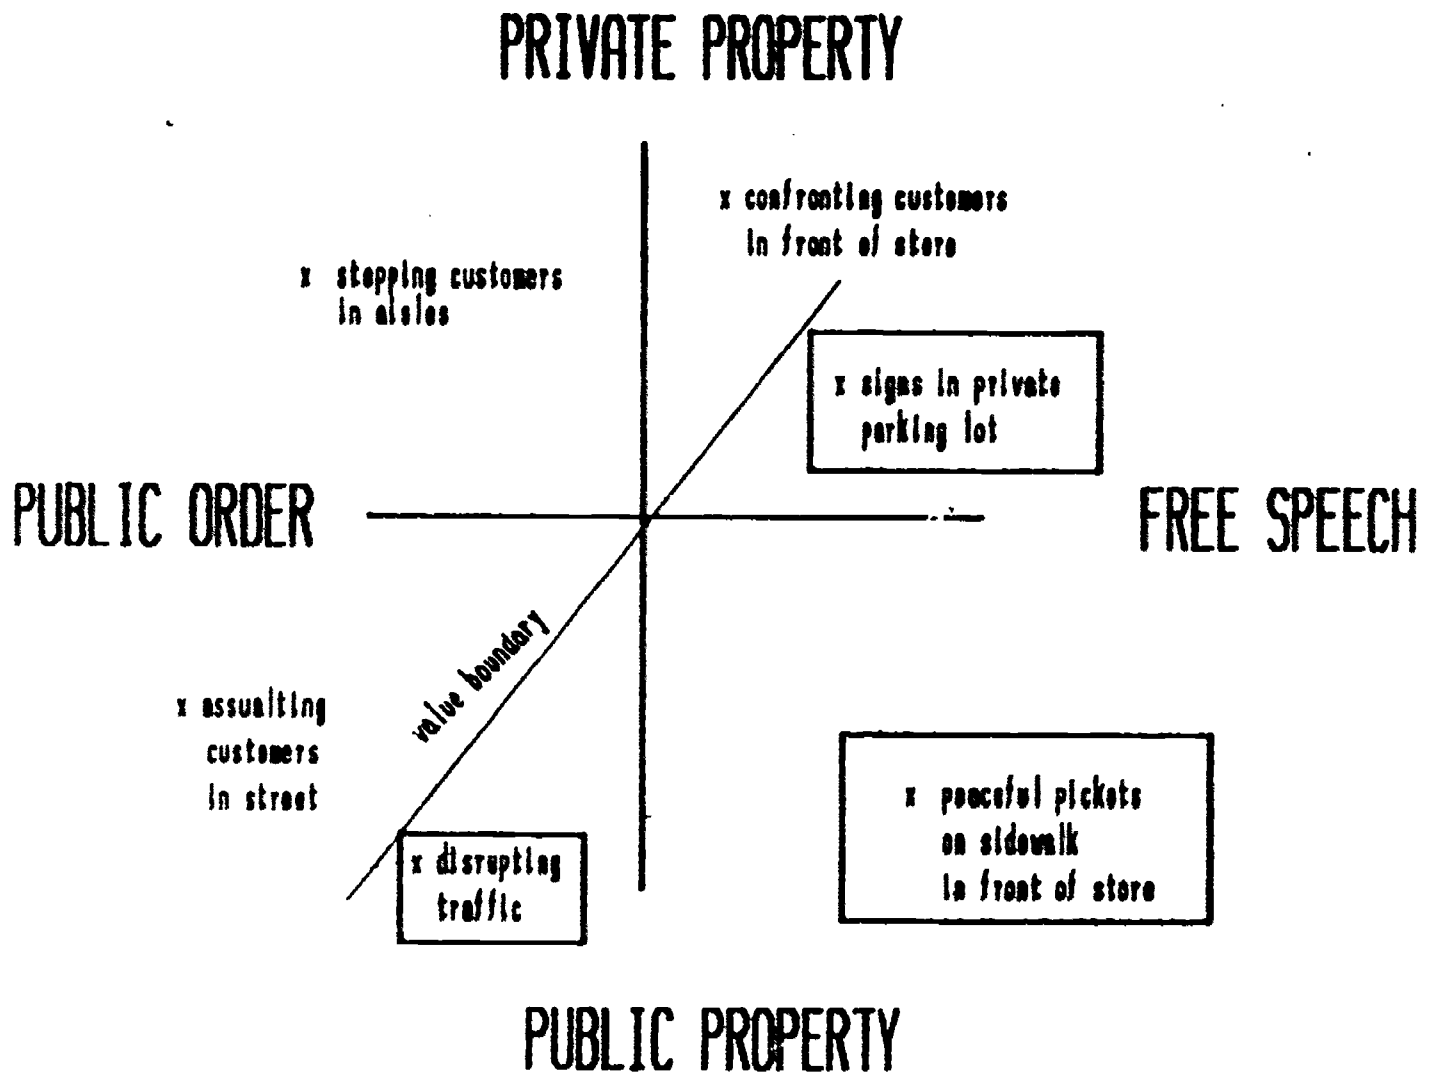 PRIVATE PROPERTY
x confronting customers
in front of store
x stopping customers
in aisles
x signs in private
parking lot
PUBLIC ORDER
FREE SPEECH
value boundary
x assualting
customers
in street
x peaceful pickets
on sidewalk
in front of store
x disrupting
traffic
PUBLIC PROPERTY